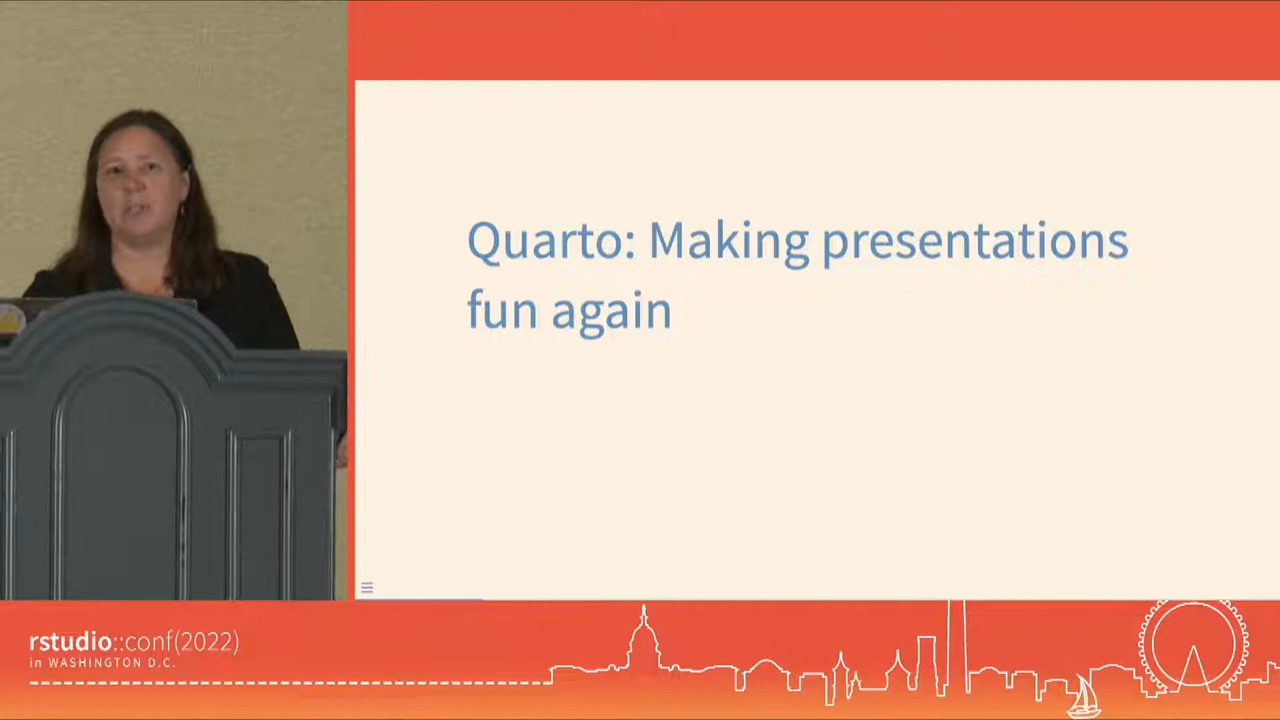 Quarto: Making presentations
fun again
rstudio::conf(2022)
in WASHINGTON D.C.